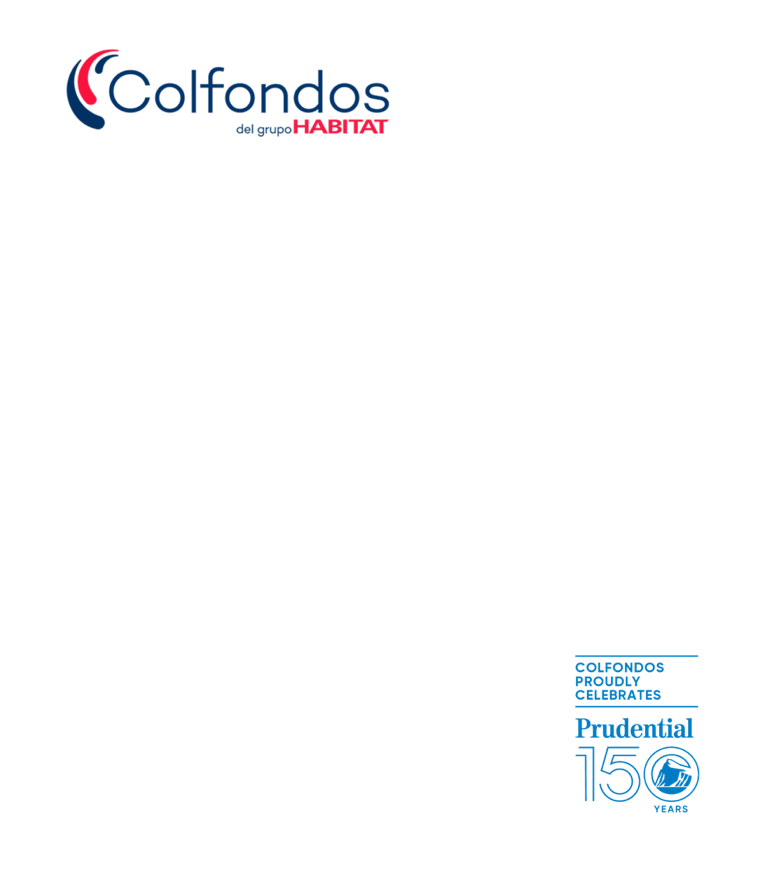 Colfondos
del grupo HABITAT
COLFONDOS
PROUDLY
CELEBRATES
Prudential
150
YEARS